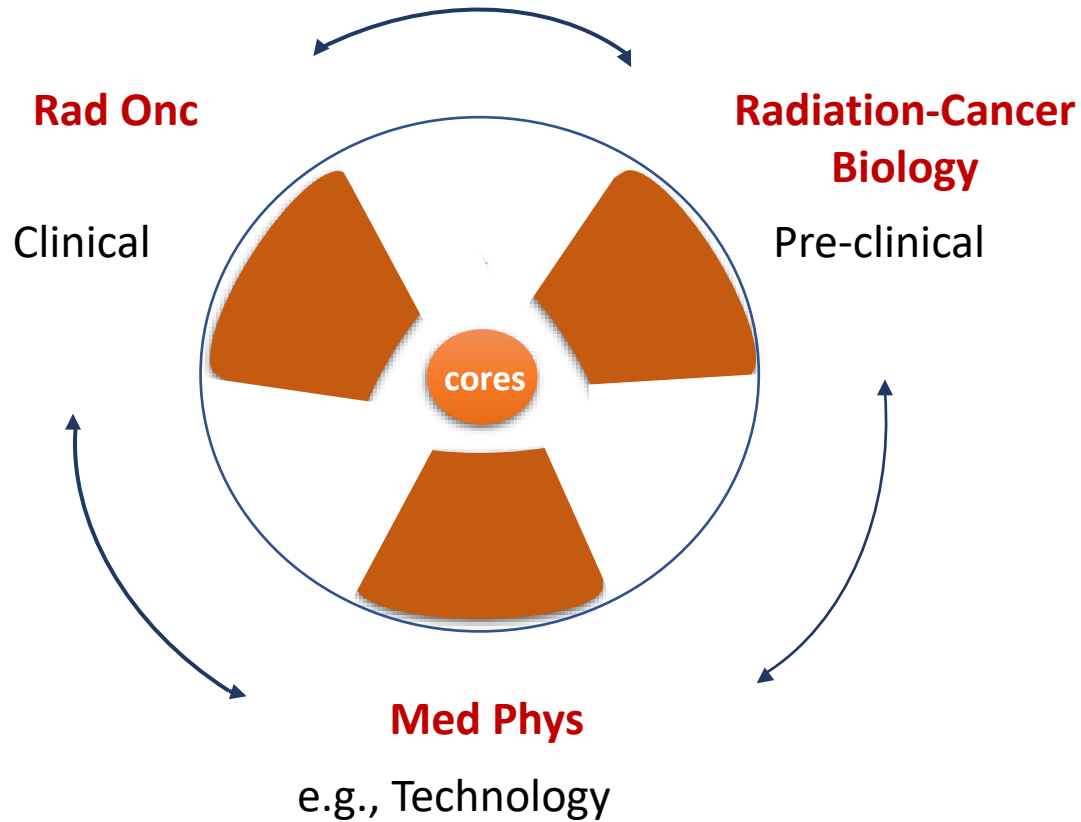 Rad Onc
Clinical
Radiation-Cancer
Biology
Pre-clinical
cores
Med Phys
e.g., Technology